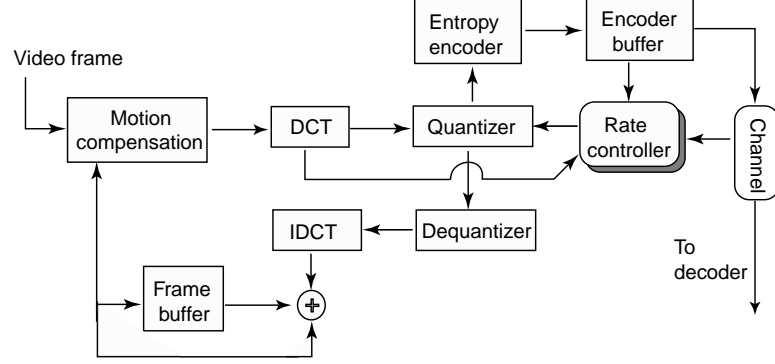 Video frame
Motion
compensation
DCT
Quantizer
Entropy
encoder
Encoder
buffer
Rate
controller
Channel
IDCT
Dequantizer
Frame
buffer
+
To
decoder